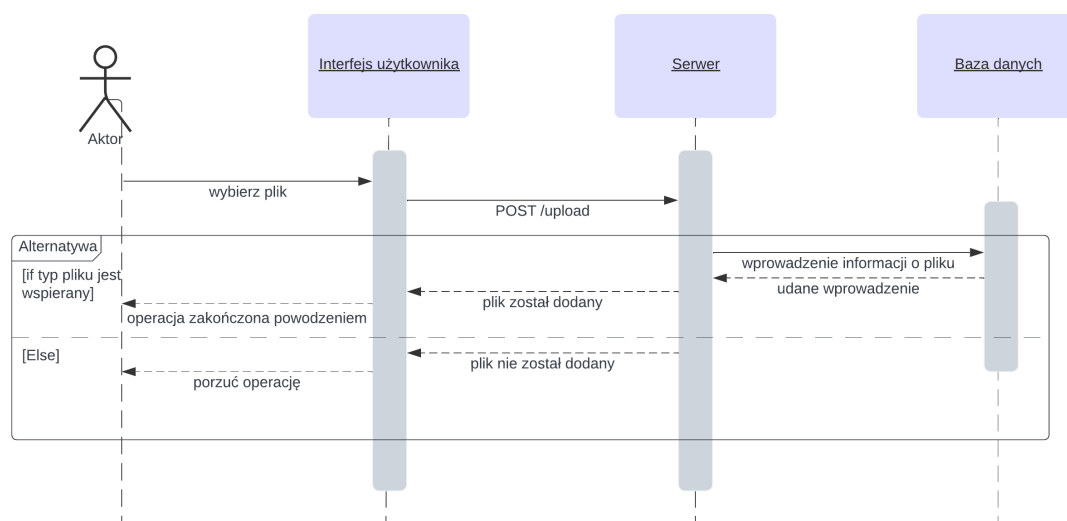 Interfejs użytkownika
Serwer
Baza danych
Aktor
wybierz plik
POST /upload
Alternatywa
[if typ pliku jest
wspierany]
wprowadzenie informacji o pliku
udane wprowadzenie
plik został dodany
operacja zakończona powodzeniem
[Else]
plik nie został dodany
porzuć operację